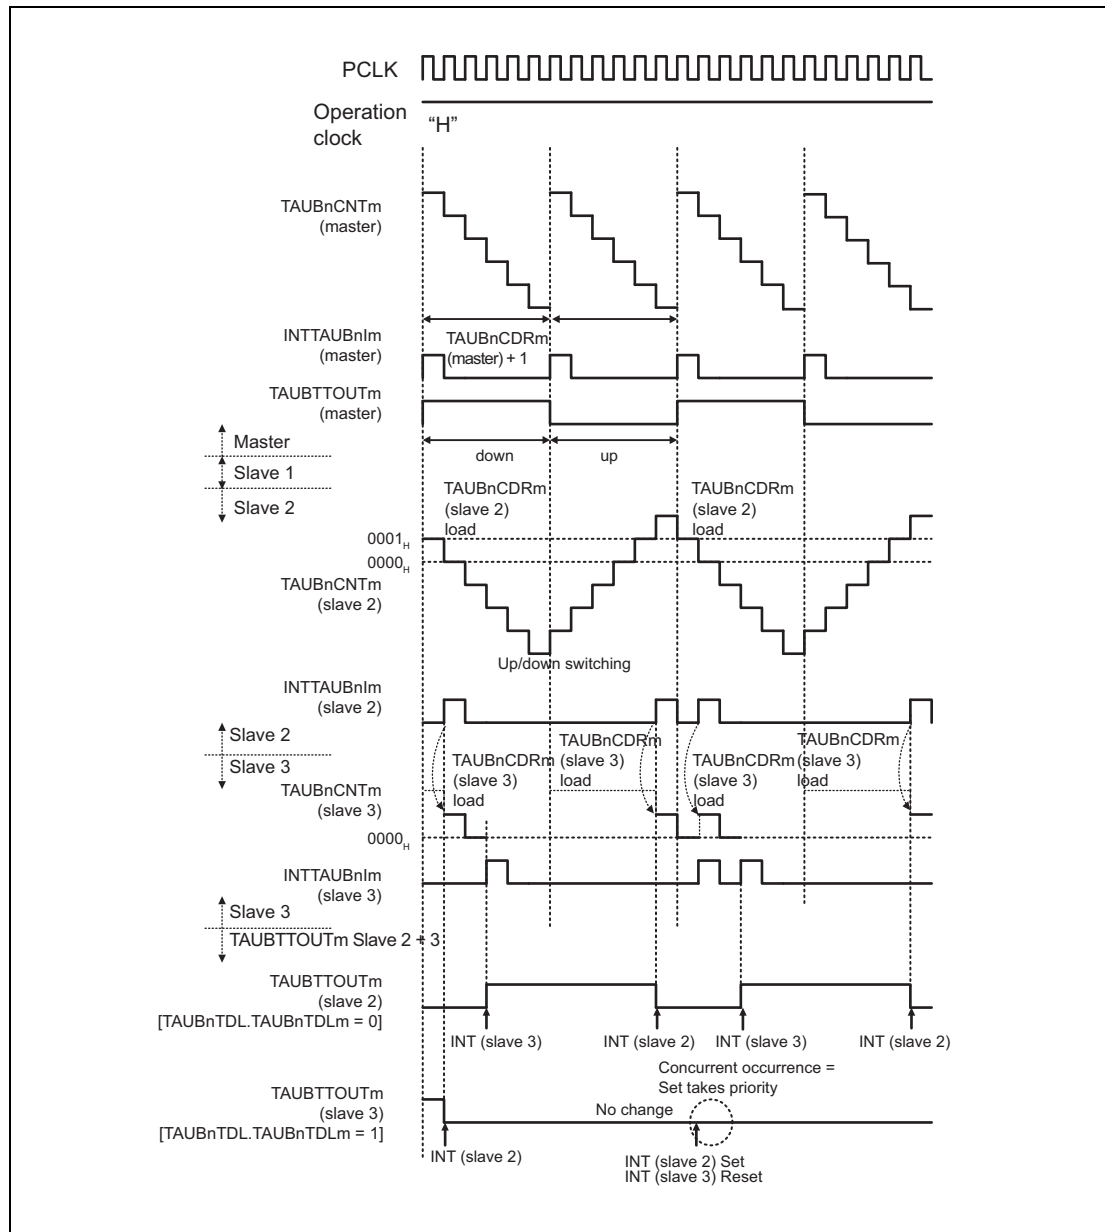 PCLK
Operation
clock
“H”
TAUBnCNTm
(master)
INTTAUBnIm
(master)
TAUBnCDRm
(master) + 1
TAUBTTOUTm
(master)
Master
down
up
Slave 1
Slave 2
TAUBnCDRm
(slave 2)
load
TAUBnCDRm
(slave 2)
load
0001H
0000H
TAUBnCNTm
(slave 2)
Up/down switching
INTTAUBnIm
(slave 2)
Slave 2
Slave 3
TAUBnCDRm
(slave 3)
load
TAUBnCDRm
(slave 3)
load
TAUBnCDRm
(slave 3)
load
TAUBnCDRm
(slave 3)
load
TAUBnCNTm
(slave 3)
0000H
INTTAUBnIm
(slave 3)
Slave 3
TAUBTTOUTm Slave 2 + 3
TAUBTTOUTm
(slave 2)
[TAUBnTDL.TAUBnTDLm = 0]
INT (slave 3)
INT (slave 2)
INT (slave 3)
INT (slave 2)
Concurrent occurrence =
Set takes priority
TAUBTTOUTm
(slave 3)
[TAUBnTDL.TAUBnTDLm = 1]
No change
INT (slave 2)
INT (slave 2) Set
INT (slave 3) Reset